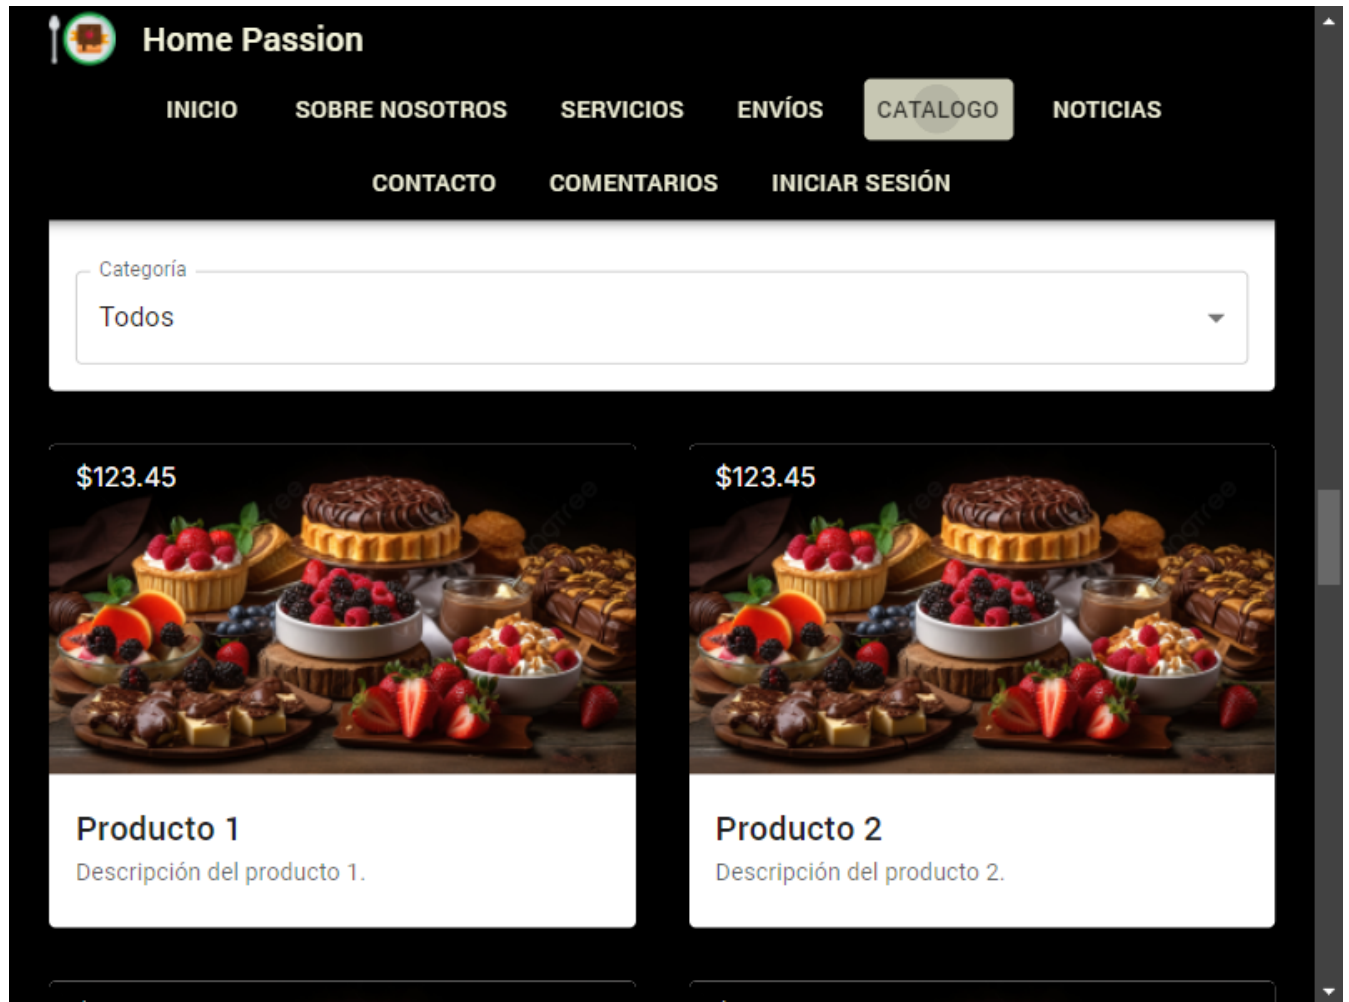 Home Passion
INICIO SOBRE NOSOTROS SERVICIOS ENVÍOS CATALOGO NOTICIAS
CONTACTO COMENTARIOS INICIAR SESIÓN
Categoría
Todos
$123.45 $123.45
Producto 1 Producto 2
Descripción del producto 1. Descripción del producto 2.